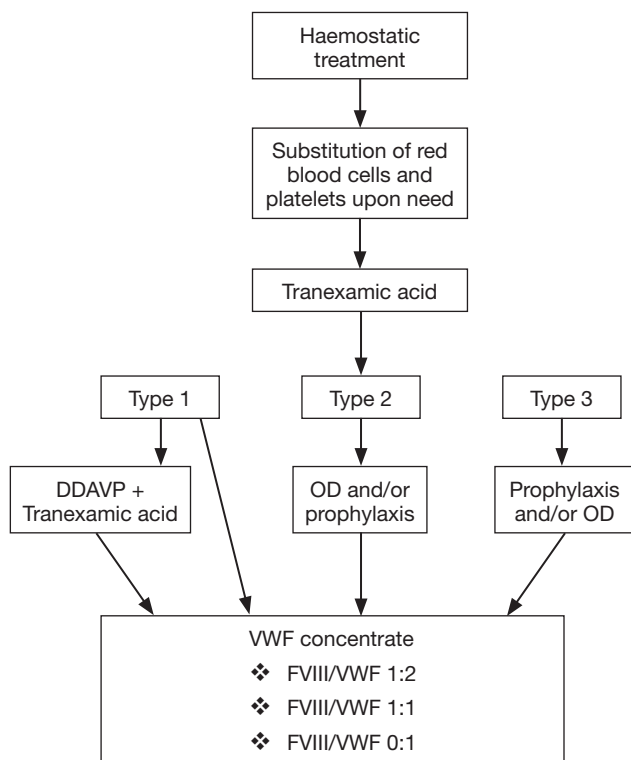 Haemostatic
treatment
Substitution of red
blood cells and
platelets upon need
Tranexamic acid
Type 1
Type 2
Type 3
DDAVP +
Tranexamic acid
OD and/or
prophylaxis
Prophylaxis
and/or OD
VWF concentrate
❖ FVIII/VWF 1:2
❖ FVIII/VWF 1:1
❖ FVIII/VWF 0:1